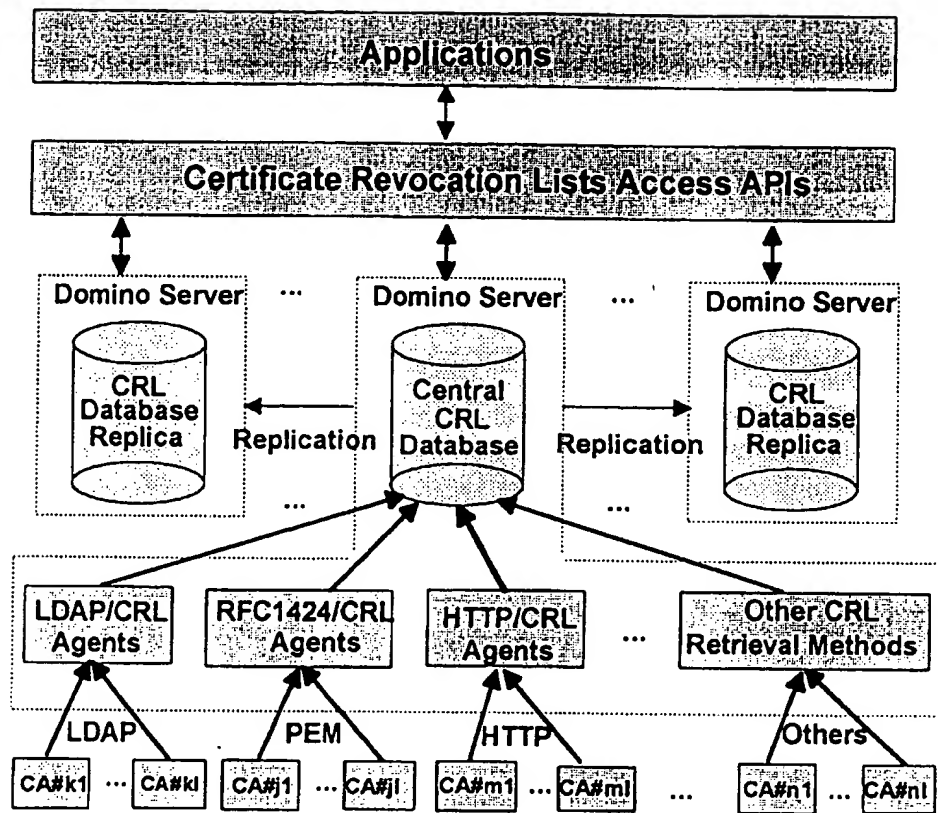 Applications
Certificate Revocation Lists Access APIs
Domino Server
...
Domino Server
...
Domino Server
CRL
Database
Replica
Central
CRL
Database
CRL
Database
Replica
Replication
Replication
...
...
LDAP/CRL
Agents
RFC1424/CRL
Agents
HTTP/CRL
Agents
...
Other CRL
Retrieval Methods
LDAP
PEM
HTTP
Others
CA#k1 ... CA#kl
CA#j1 ... CA#jl
CA#m1 ... CA#ml
...
CA#n1 ... CA#nl